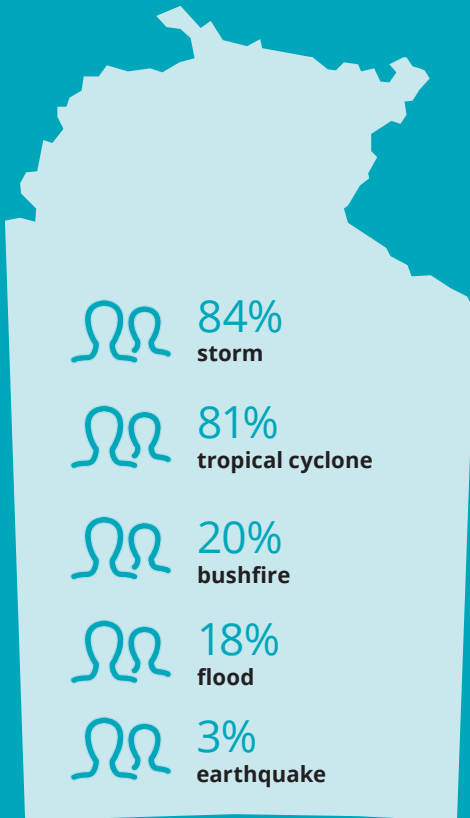 84%
storm
81%
tropical cyclone
20%
bushfire
18%
flood
3%
earthquake